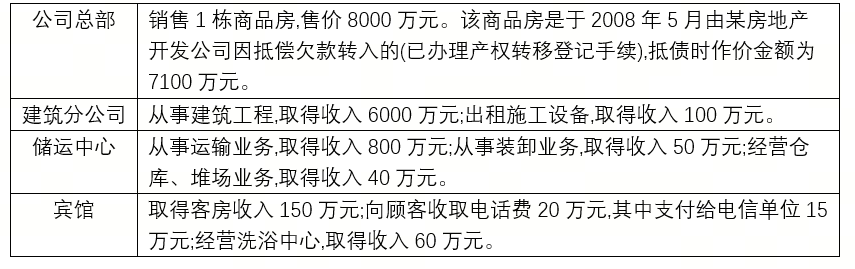 公司总部
销售 1 栋商品房,售价 8000 万元。该商品房是于 2008 年 5 月由某房地产
开发公司因抵偿欠款转入的(已办理产权转移登记手续),抵债时作价金额为
7100 万元。
建筑分公司
从事建筑工程,取得收入 6000 万元;出租施工设备,取得收入 100 万元。
储运中心
从事运输业务,取得收入 800 万元;从事装卸业务,取得收入 50 万元;经营仓
库、堆场业务,取得收入 40 万元。
宾馆
取得客房收入 150 万元;向顾客收取电话费 20 万元,其中支付给电信单位 15
万元;经营洗浴中心,取得收入 60 万元。